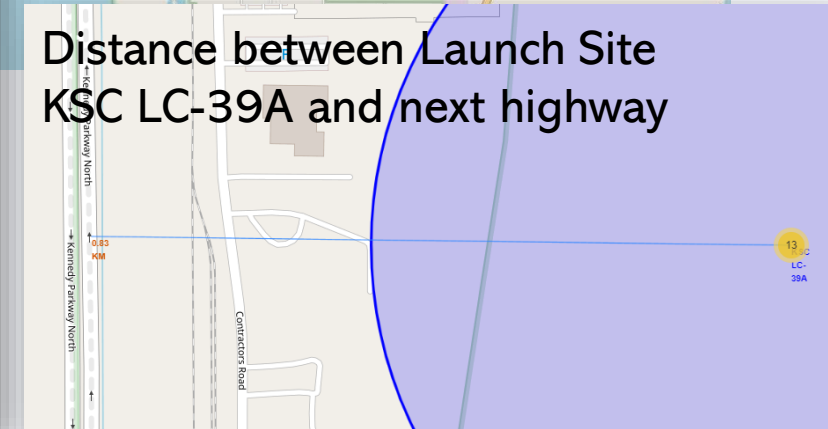 Distance between Launch Site
KSC LC-39A and next highway
P
Kennedy Parkway North
0.83
KM
Kennedy Parkway North
Contractors Road
13
KSC
LC-
39A